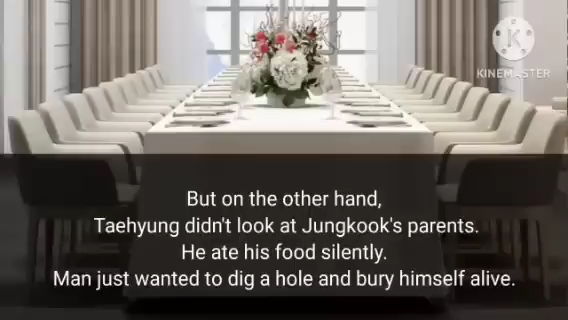 KINEMASTER
But on the other hand,
Taehyung didn't look at Jungkook's parents.
He ate his food silently.
Man just wanted to dig a hole and bury himself alive.